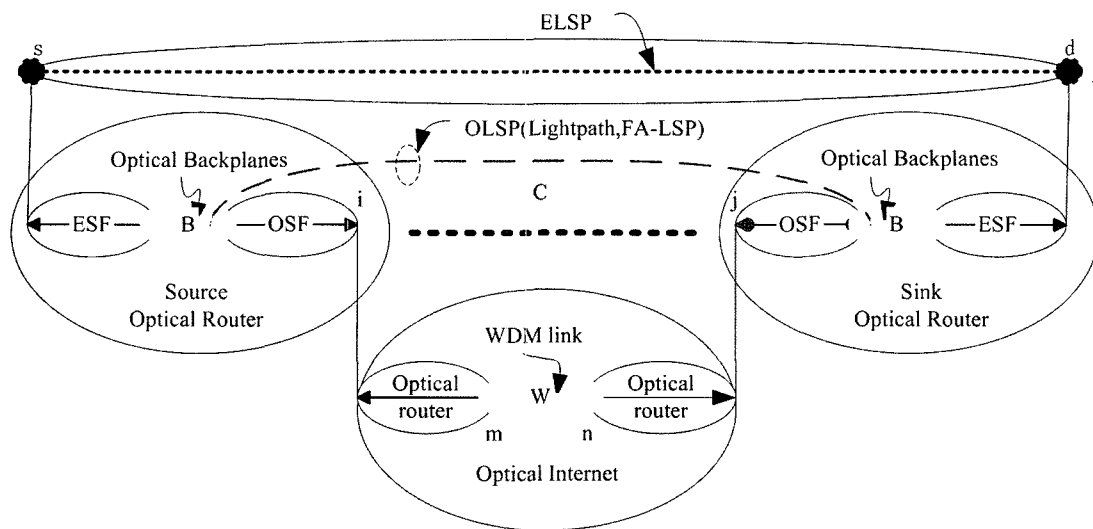 ELSP
s
d
OLSP(Lightpath,FA-LSP)
Optical Backplanes
Optical Backplanes
i
C
j
ESF
B
OSF
OSF
B
ESF
Source
Optical Router
Sink
Optical Router
WDM link
Optical
router
W
Optical
router
m
n
Optical Internet